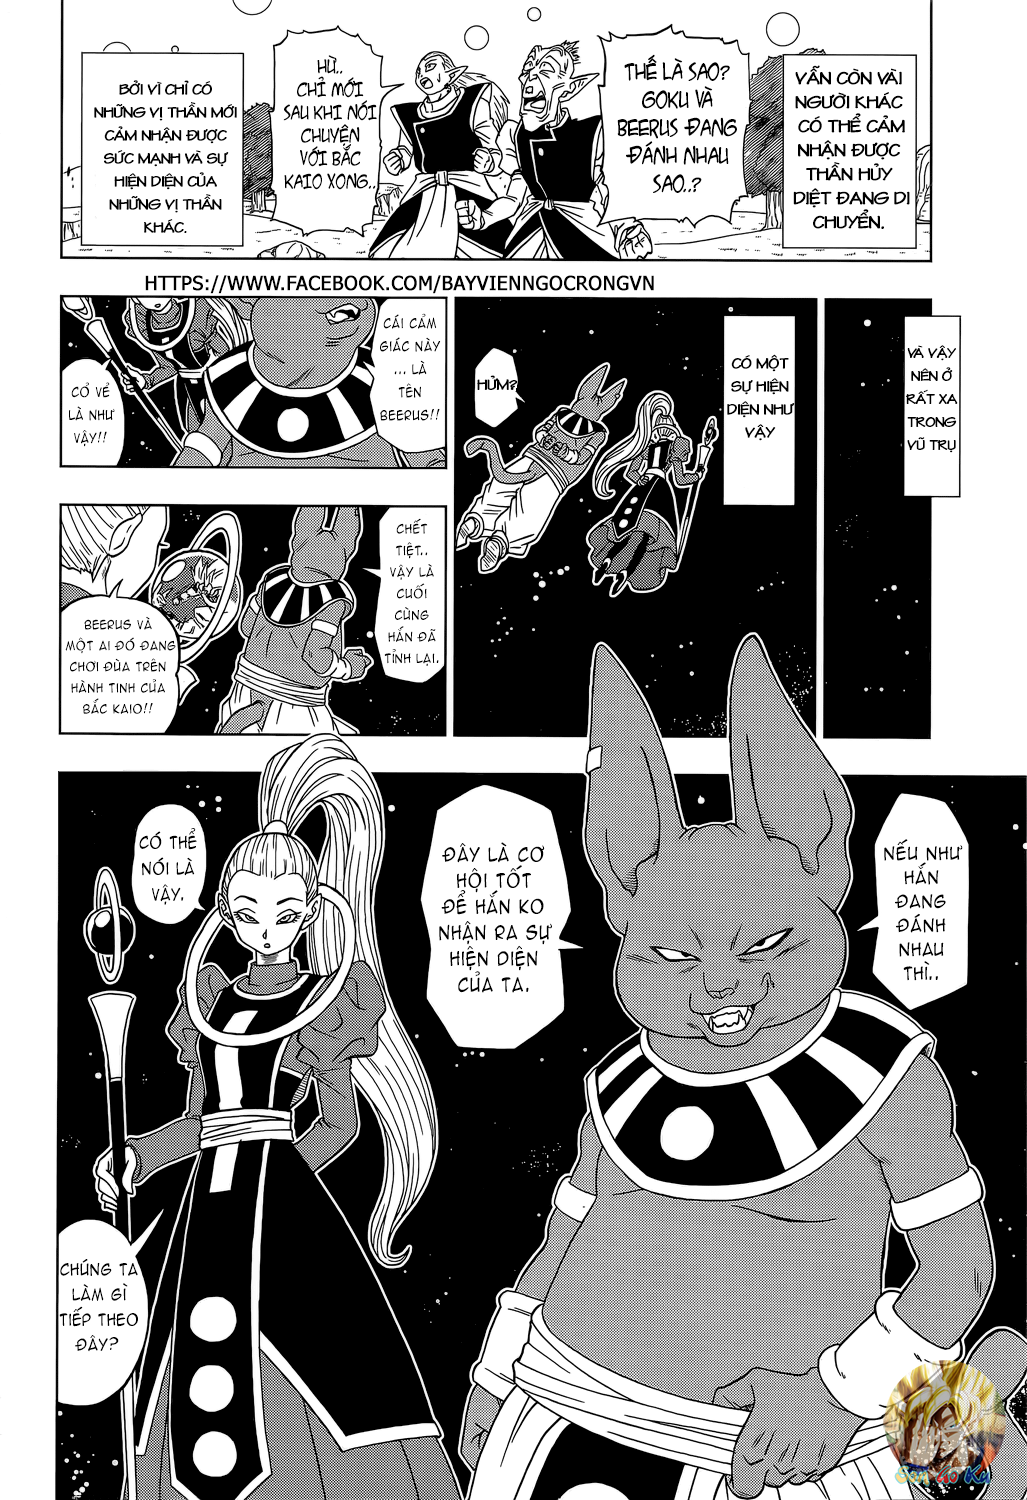 VẪN CÒN VÀI
NGƯỜI KHÁC
CÓ THỂ CẢM
NHẬN ĐƯỢC
THẦN HỦY
DIỆT ĐANG DI
CHUYỂN.
THẾ LÀ SAO?
GOKU VÀ
BEERUS ĐANG
ĐÁNH NHAU
SAO..?
HỪ..
CHỈ MỚI
SAU KHI NÓI
CHUYỆN
VỚI BẮC
KAIO XONG..
BỞI VÌ CHỈ CÓ
NHỮNG VỊ THẦN MỚI
CẢM NHẬN ĐƯỢC
SỨC MẠNH VÀ SỰ
HIỆN DIỆN CỦA
NHỮNG VỊ THẦN
KHÁC.
HTTPS://WWW.FACEBOOK.COM/BAYVIENNGOCRONGVN
VÀ VẬY
NÊN Ở
RẤT XA
TRONG
VŨ TRỤ
CÓ MỘT
SỰ HIỆN
DIỆN NHƯ
VẬY
HỬM?
CÁI CẢM
GIÁC NÀY
... LÀ
TÊN
BEERUS!!
CỔ VẺ
LÀ NHƯ
VẬY!!
CHẾT
TIỆT..
VẬY LÀ
CUỐI
CÙNG
HẮN ĐÃ
TỈNH LẠI.
BEERUS VÀ
MỘT AI ĐÓ ĐANG
CHƠI ĐÙA TRÊN
HÀNH TINH CỦA
BẮC KAIO!!
NẾU NHƯ
HẮN
ĐANG
ĐÁNH
NHAU
THÌ..
ĐÂY LÀ CƠ
HỘI TỐT
ĐỂ HẮN KO
NHẬN RA SỰ
HIỆN DIỆN
CỦA TA.
CÓ THỂ
NÓI LÀ
VẬY.
CHÚNG TA
LÀM GÌ
TIẾP THEO
ĐÂY?
Son Go Ku